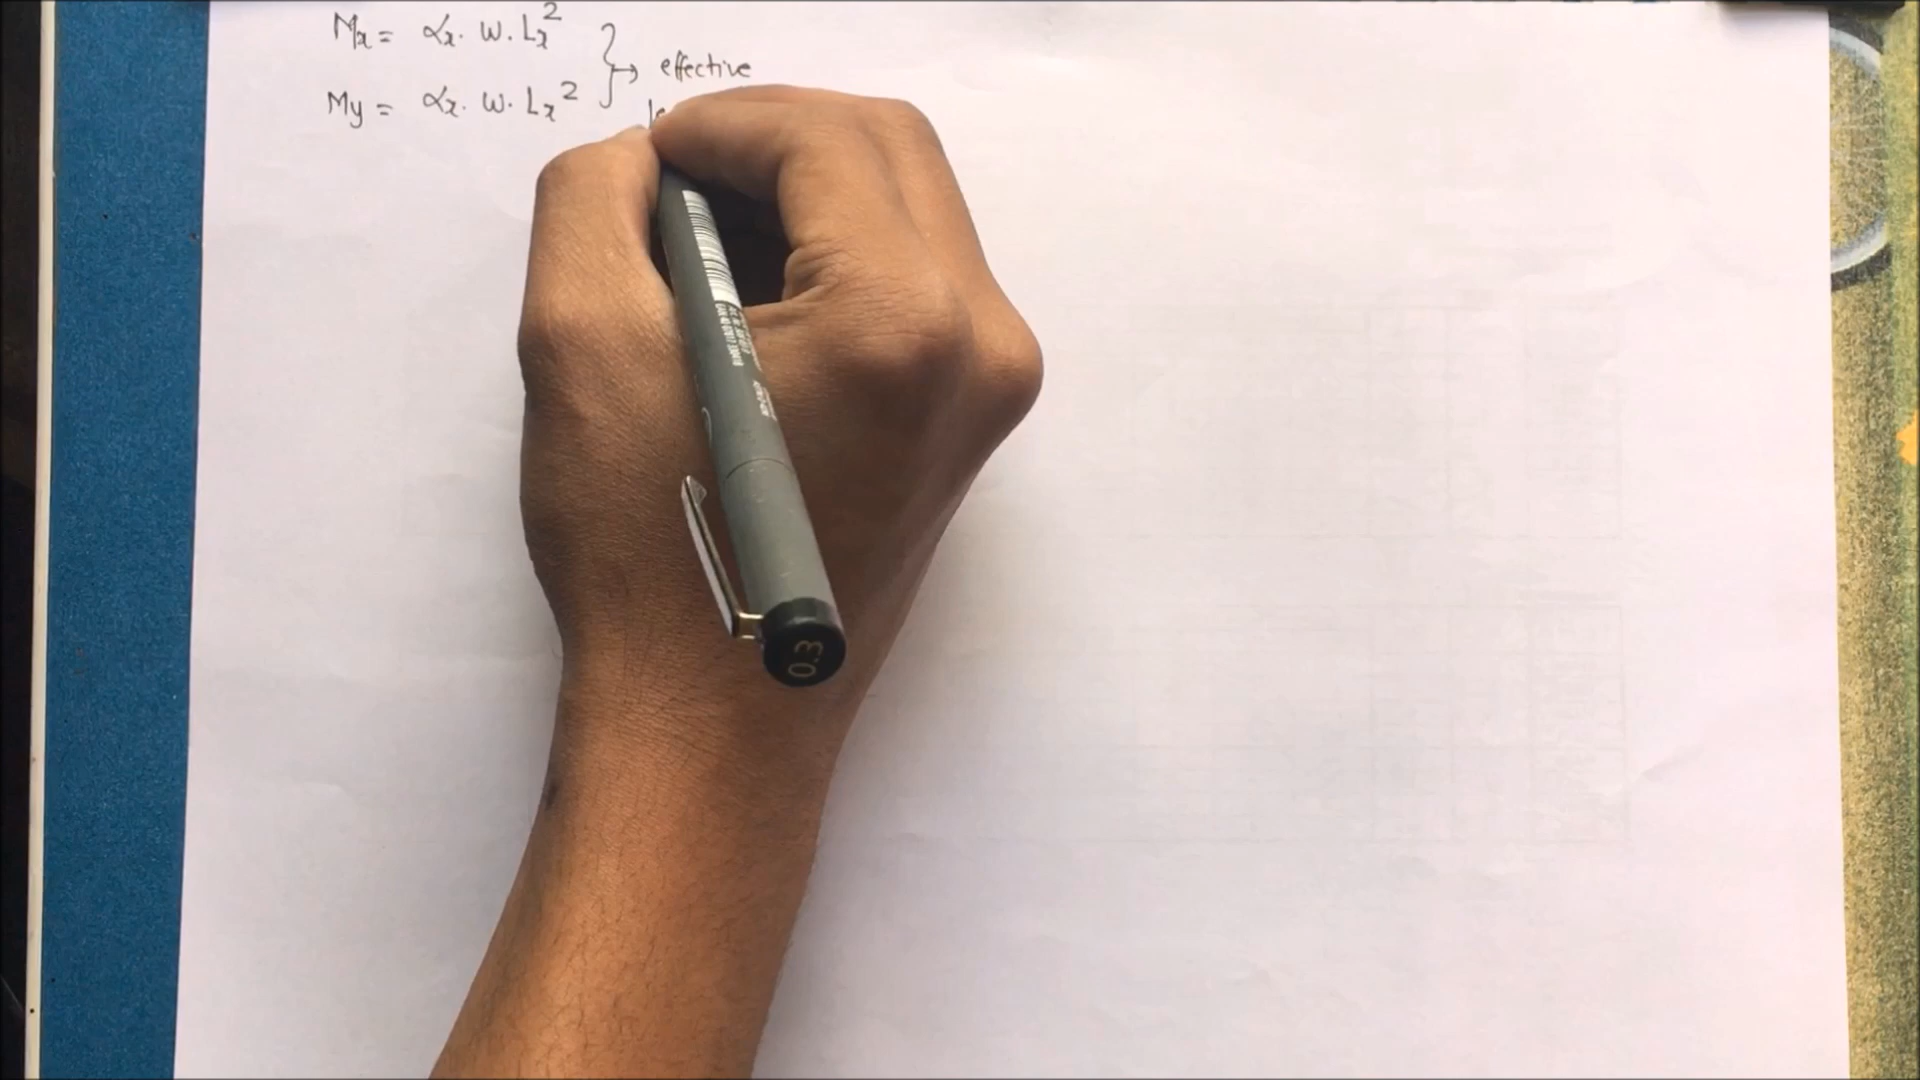 Mx = αx. w. Lx²
My = αx. w. Lx²
} → effective
0.3